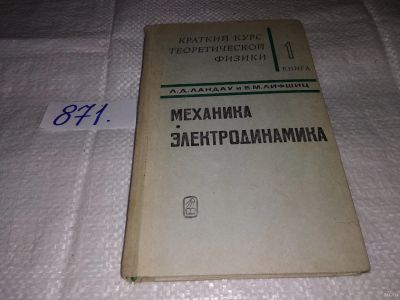 КРАТКИЙ КУРС
ТЕОРЕТИЧЕСКОЙ
ФИЗИКИ
1
КНИГА
Л.Д.ЛАНДАУ и Е.М.ЛИФШИЦ
МЕХАНИКА
ЭЛЕКТРОДИНАМИКА
871.